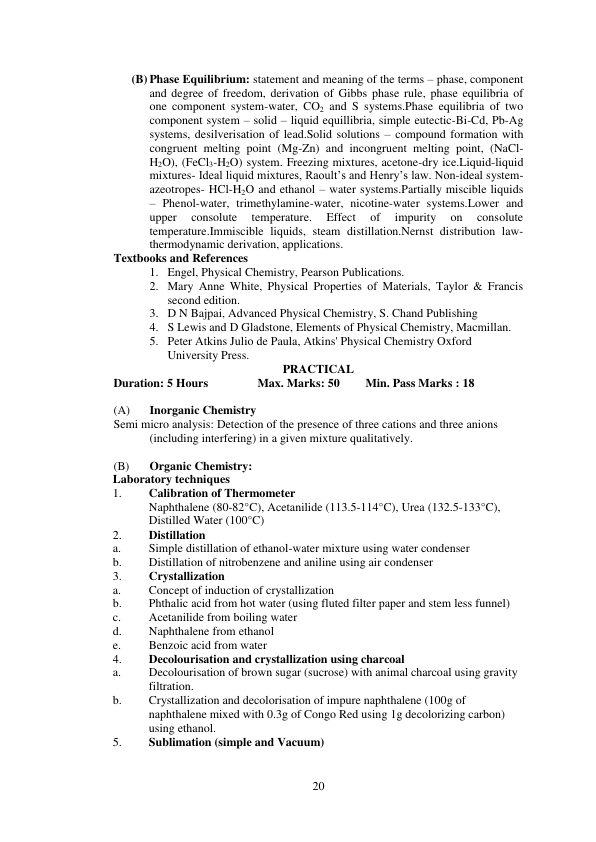 (B) Phase Equilibrium: statement and meaning of the terms – phase, component
and degree of freedom, derivation of Gibbs phase rule, phase equilibria of
one component system-water, CO₂ and S systems.Phase equilibria of two
component system – solid – liquid equillibria, simple eutectic-Bi-Cd, Pb-Ag
systems, desilverisation of lead.Solid solutions – compound formation with
congruent melting point (Mg-Zn) and incongruent melting point, (NaCl-
H₂O), (FeCl₃-H₂O) system. Freezing mixtures, acetone-dry ice.Liquid-liquid
mixtures- Ideal liquid mixtures, Raoult's and Henry's law. Non-ideal system-
azeotropes- HCl-H₂O and ethanol – water systems.Partially miscible liquids
– Phenol-water, trimethylamine-water, nicotine-water systems.Lower and
upper consolute temperature. Effect of impurity on consolute
temperature.Immiscible liquids, steam distillation.Nernst distribution law-
thermodynamic derivation, applications.
Textbooks and References
1. Engel, Physical Chemistry, Pearson Publications.
2. Mary Anne White, Physical Properties of Materials, Taylor & Francis
second edition.
3. D N Bajpai, Advanced Physical Chemistry, S. Chand Publishing
4. S Lewis and D Gladstone, Elements of Physical Chemistry, Macmillan.
5. Peter Atkins Julio de Paula, Atkins' Physical Chemistry Oxford
University Press.
PRACTICAL
Duration: 5 Hours Max. Marks: 50 Min. Pass Marks : 18
(A) Inorganic Chemistry
Semi micro analysis: Detection of the presence of three cations and three anions
(including interfering) in a given mixture qualitatively.
(B) Organic Chemistry:
Laboratory techniques
1. Calibration of Thermometer
Naphthalene (80-82°C), Acetanilide (113.5-114°C), Urea (132.5-133°C),
Distilled Water (100°C)
2. Distillation
a. Simple distillation of ethanol-water mixture using water condenser
b. Distillation of nitrobenzene and aniline using air condenser
3. Crystallization
a. Concept of induction of crystallization
b. Phthalic acid from hot water (using fluted filter paper and stem less funnel)
c. Acetanilide from boiling water
d. Naphthalene from ethanol
e. Benzoic acid from water
4. Decolourisation and crystallization using charcoal
a. Decolourisation of brown sugar (sucrose) with animal charcoal using gravity
filtration.
b. Crystallization and decolorisation of impure naphthalene (100g of
naphthalene mixed with 0.3g of Congo Red using 1g decolorizing carbon)
using ethanol.
5. Sublimation (simple and Vacuum)
20